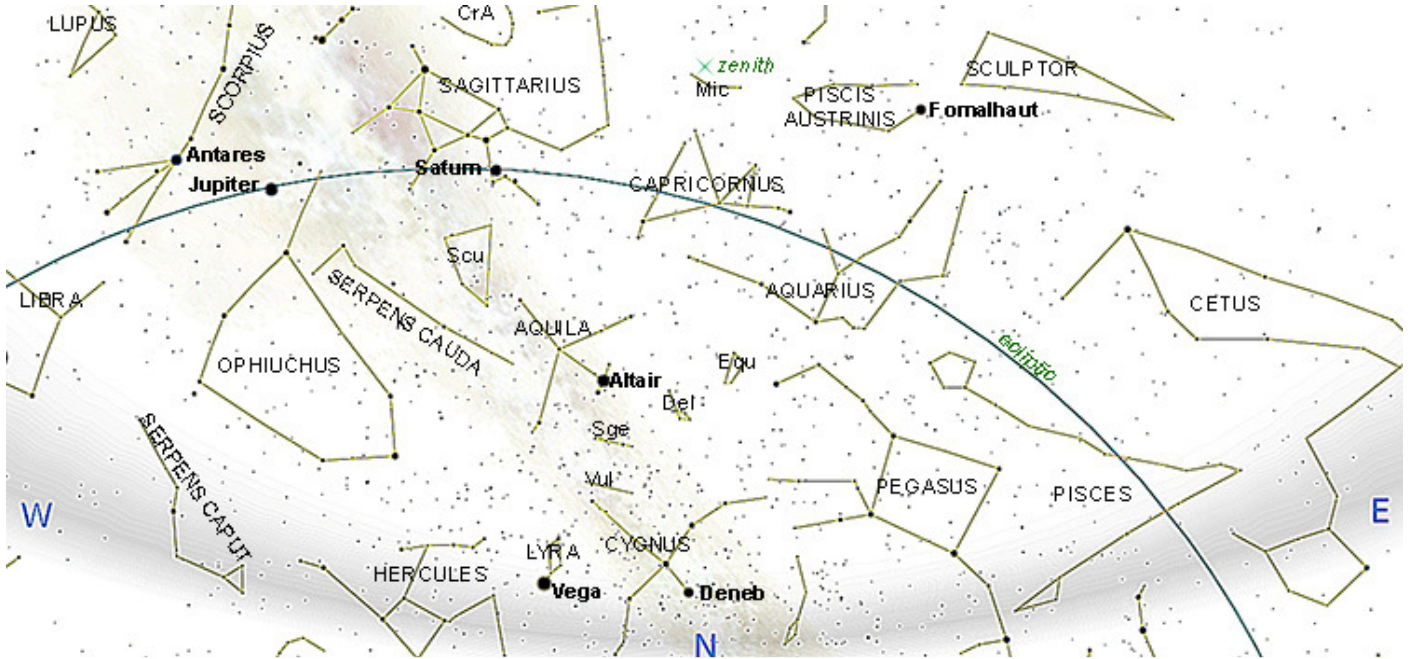 CrA
LUPUS
SCORPIUS
zenith
SAGITTARIUS
Mic
SCULPTOR
PISCIS
AUSTRINIS
Fomalhaut
Antares
Jupiter
Saturn
CAPRICORNUS
Scu
LIBRA
SERPENS CAUDA
AQUARIUS
CETUS
AQUILA
OPHIUCHUS
Equ
ecliptic
Altair
Del
Sge
SERPENS CAPUT
Vul
PEGASUS
PISCES
W
E
LYRA
CYGNUS
HERCULES
Vega
Deneb
N